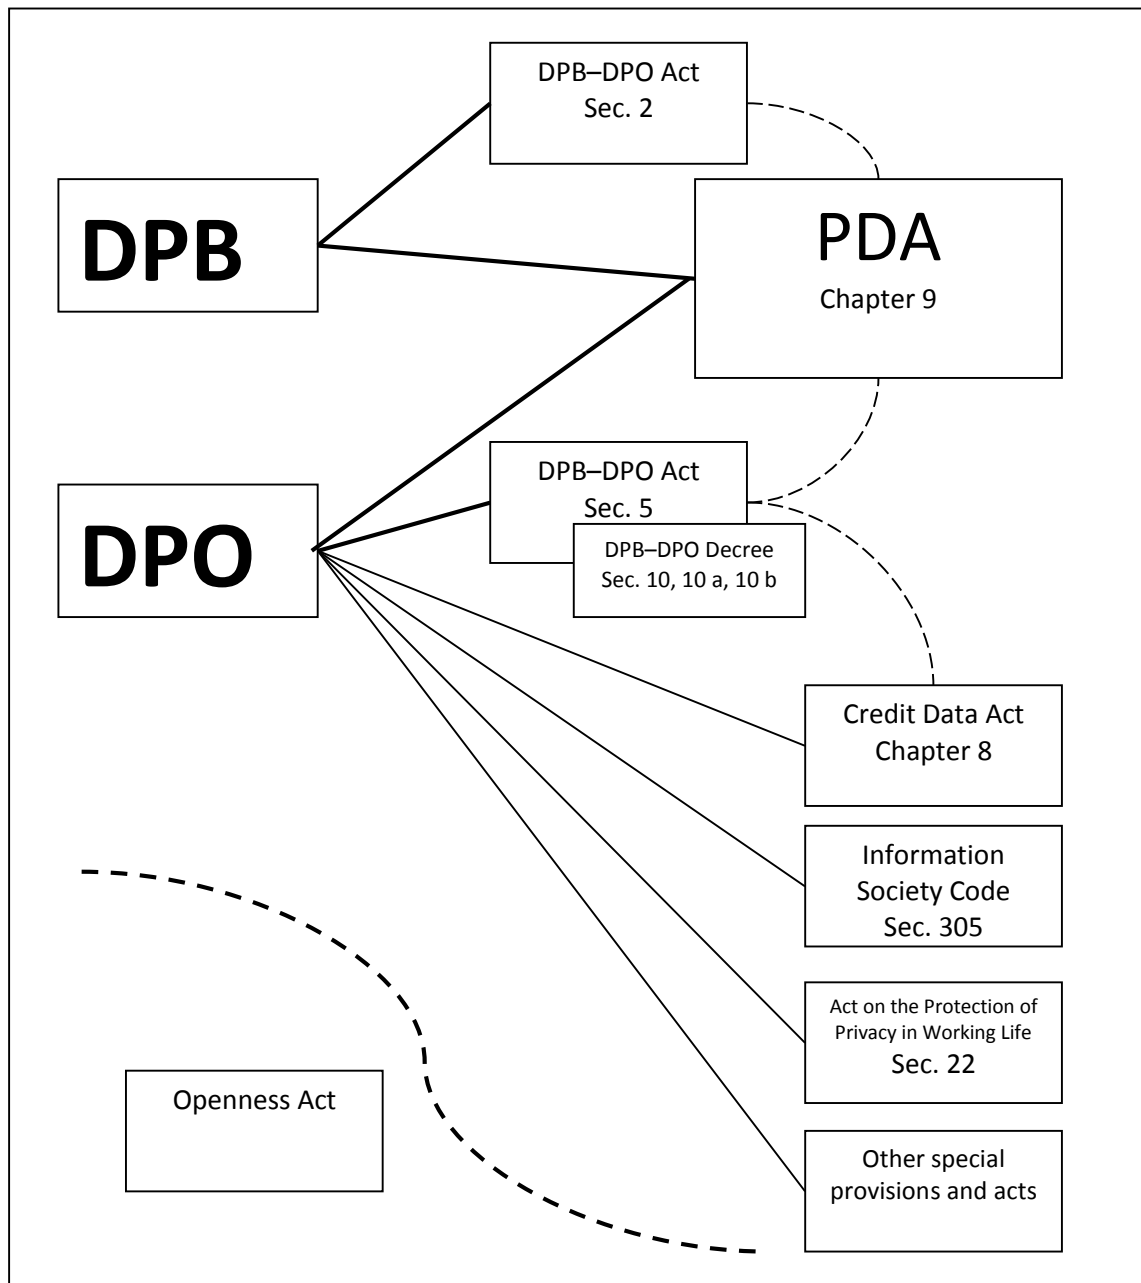 DPB–DPO Act
Sec. 2
DPB
PDA
Chapter 9
DPB–DPO Act
Sec. 5
DPO
DPB–DPO Decree
Sec. 10, 10 a, 10 b
Credit Data Act
Chapter 8
Information
Society Code
Sec. 305
Act on the Protection of
Privacy in Working Life
Sec. 22
Openness Act
Other special
provisions and acts